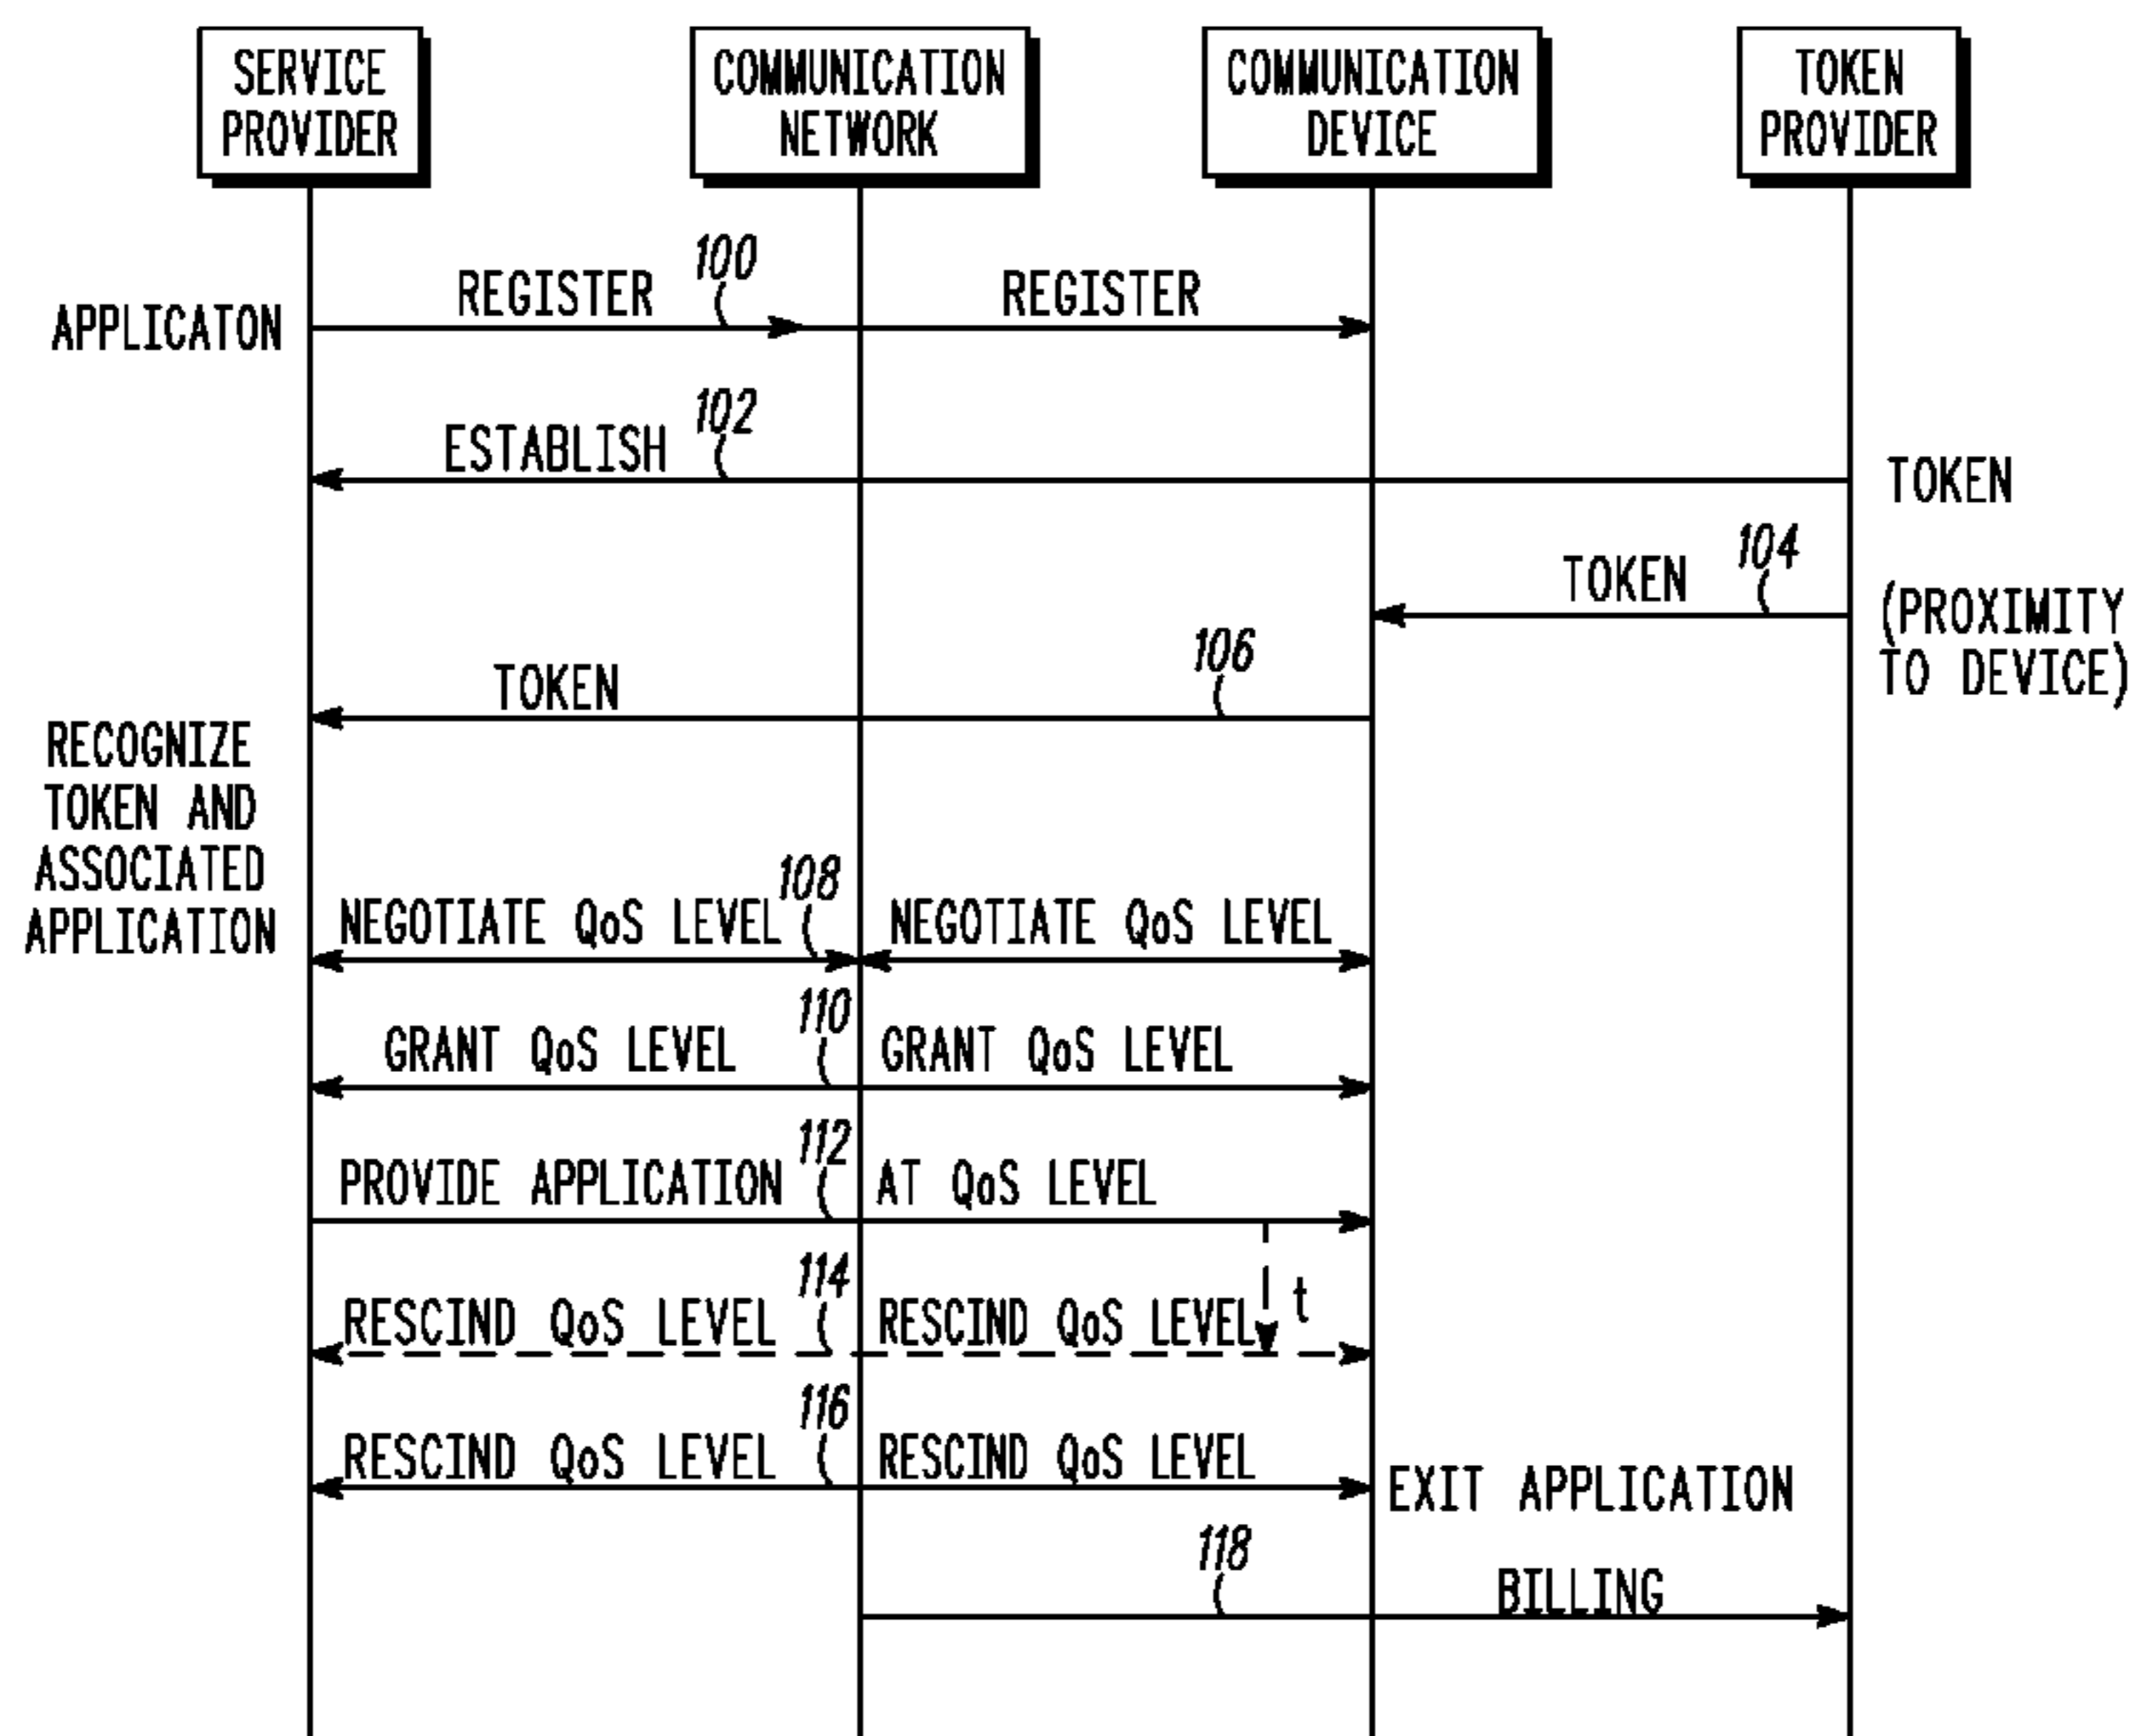 SERVICE
PROVIDER
COMMUNICATION
NETWORK
COMMUNICATION
DEVICE
TOKEN
PROVIDER
100
REGISTER
REGISTER
APPLICATON
102
ESTABLISH
TOKEN
104
TOKEN
(PROXIMITY
TO DEVICE)
106
TOKEN
RECOGNIZE
TOKEN AND
ASSOCIATED
APPLICATION
108
NEGOTIATE QoS LEVEL
NEGOTIATE QoS LEVEL
110
GRANT QoS LEVEL
GRANT QoS LEVEL
112
PROVIDE APPLICATION
AT QoS LEVEL
114
t
RESCIND QoS LEVEL
RESCIND QoS LEVEL
116
RESCIND QoS LEVEL
RESCIND QoS LEVEL
EXIT APPLICATION
118
BILLING